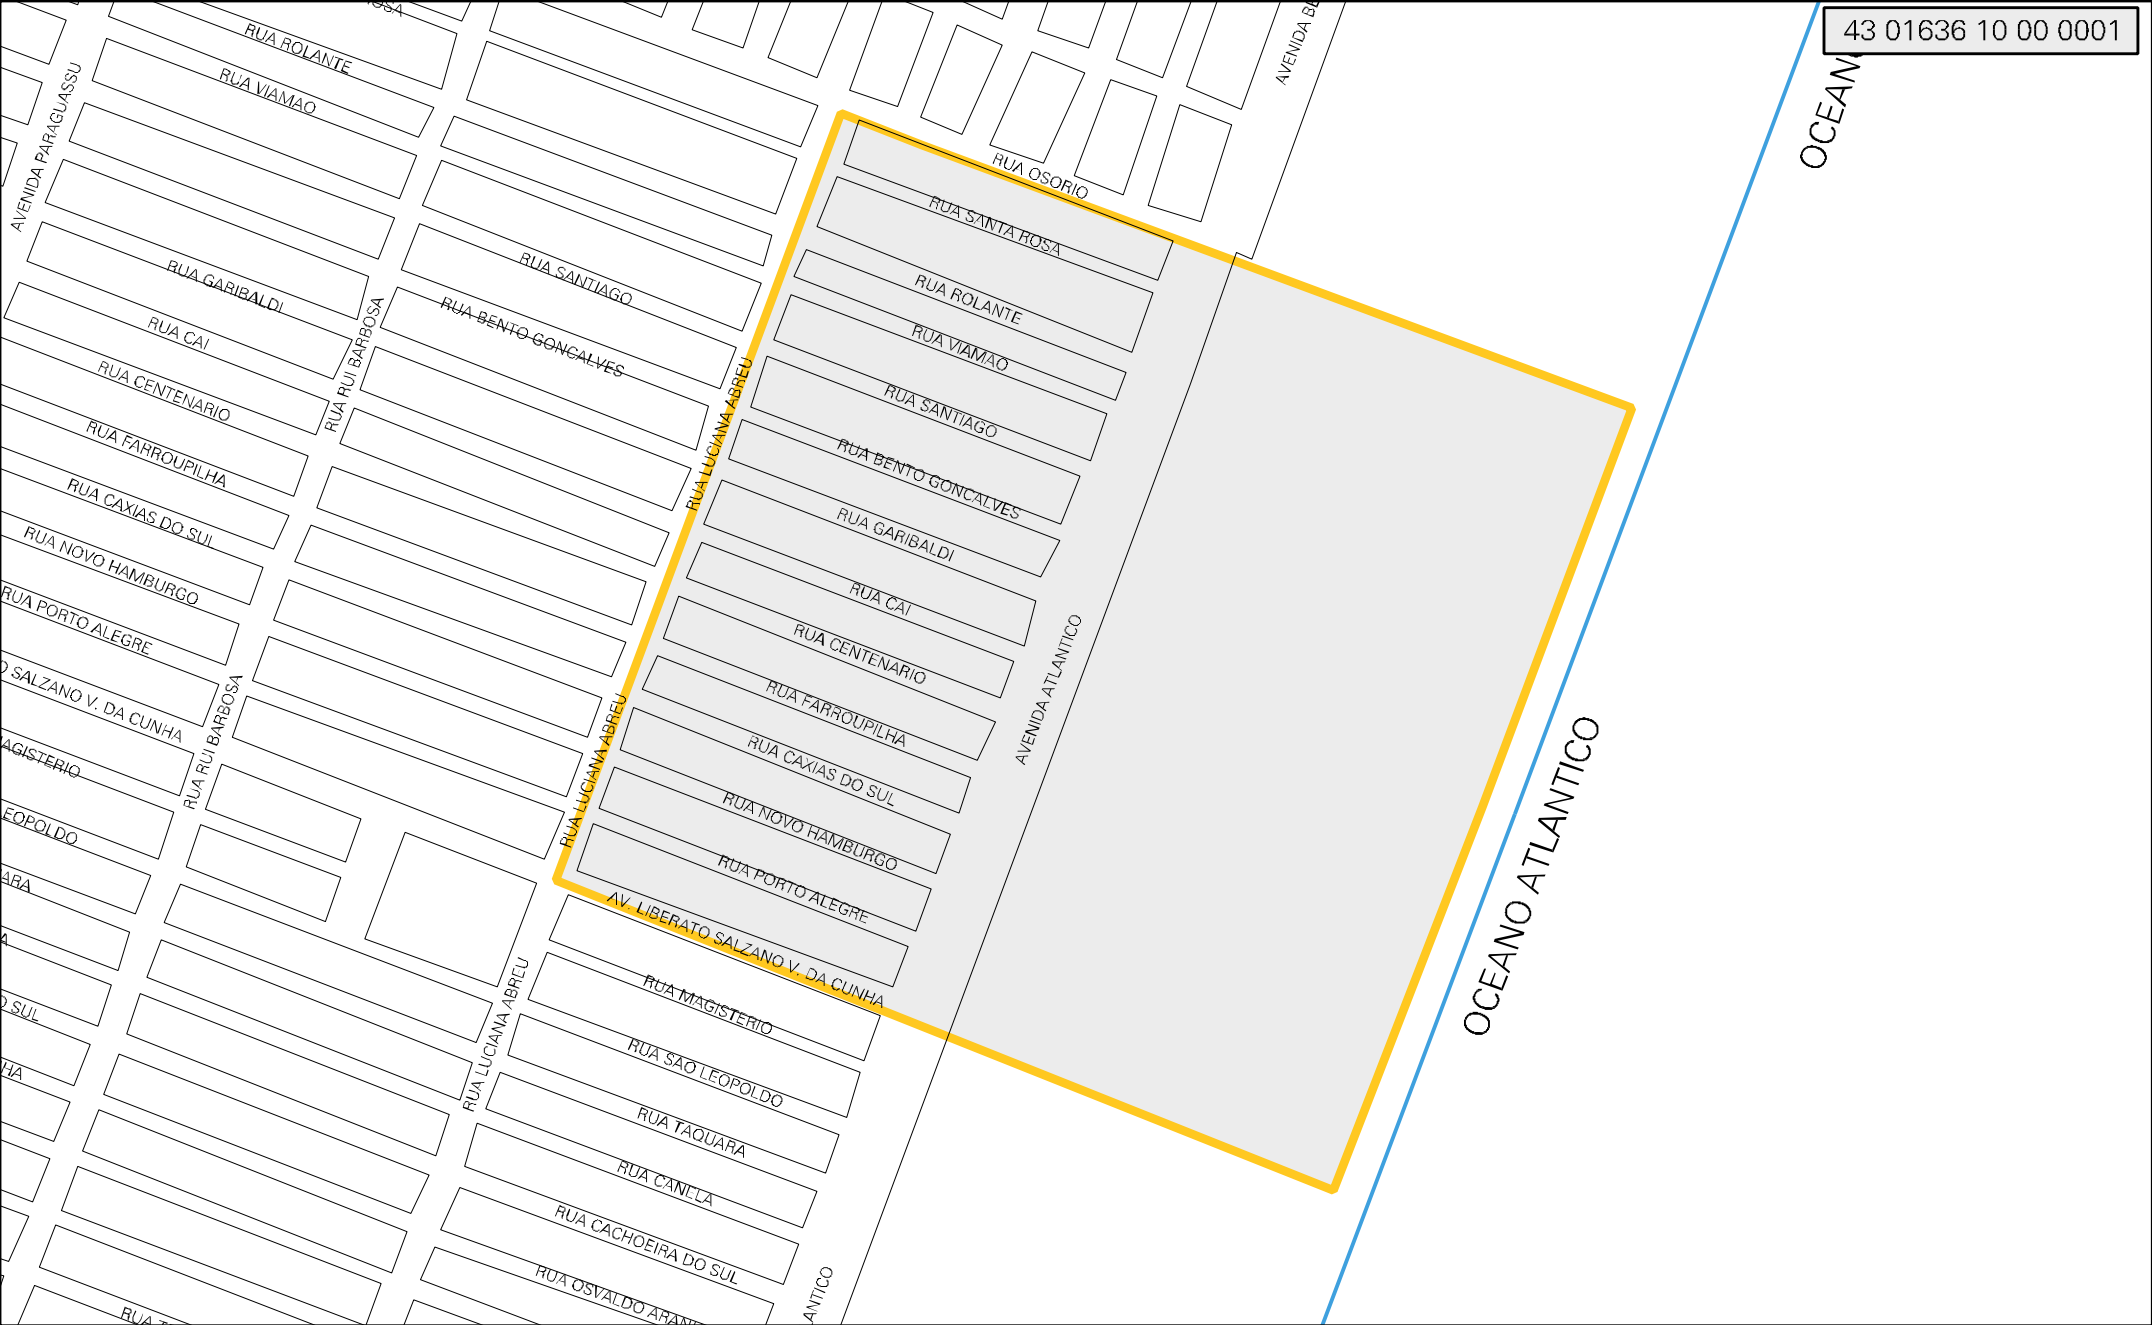 43 01636 10 00 0001
RUA ROLANTE
RUA VIAMAO
AVENIDA PARAGUASSU
RUA OSORIO
RUA SANTA ROSA
RUA GARIBALDI
RUA SANTIAGO
RUA ROLANTE
RUA CAI
RUA RUI BARBOSA
RUA BENTO GONCALVES
RUA VIAMAO
RUA CENTENARIO
RUA LUCIANA ABREU
RUA SANTIAGO
RUA FARROUPILHA
RUA BENTO GONCALVES
RUA CAXIAS DO SUL
RUA GARIBALDI
RUA NOVO HAMBURGO
RUA CAI
RUA PORTO ALEGRE
RUA CENTENARIO
AVENIDA ATLANTICO
SALZANO V. DA CUNHA
RUA RUI BARBOSA
RUA LUCIANA ABREU
RUA FARROUPILHA
RUA CAXIAS DO SUL
OCEANO ATLANTICO
RUA NOVO HAMBURGO
RUA PORTO ALEGRE
AV. LIBERATO SALZANO V. DA CUNHA
RUA LUCIANA ABREU
RUA MAGISTERIO
RUA SAO LEOPOLDO
RUA TAQUARA
RUA CANELA
RUA CACHOEIRA DO SUL